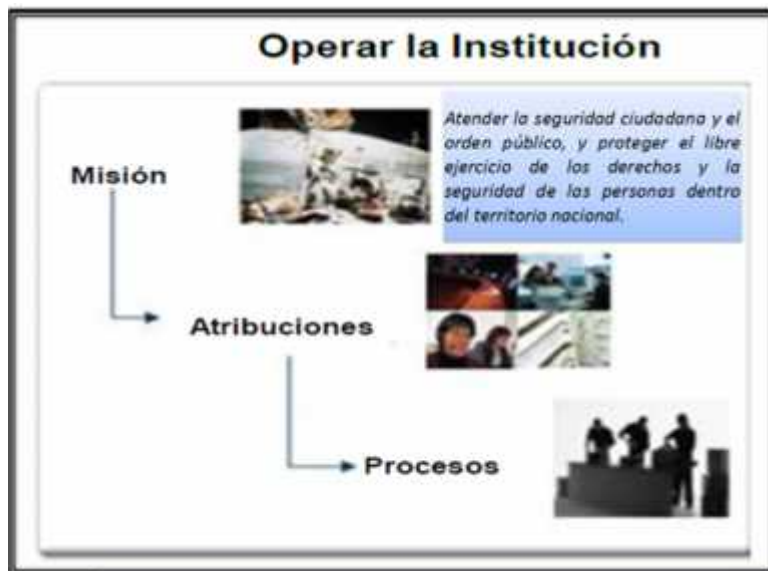 Operar la Institución
Atender la seguridad ciudadana y el
orden público, y proteger el libre
ejercicio de los derechos y la
seguridad de las personas dentro
del territorio nacional.
Misión
Atribuciones
Procesos